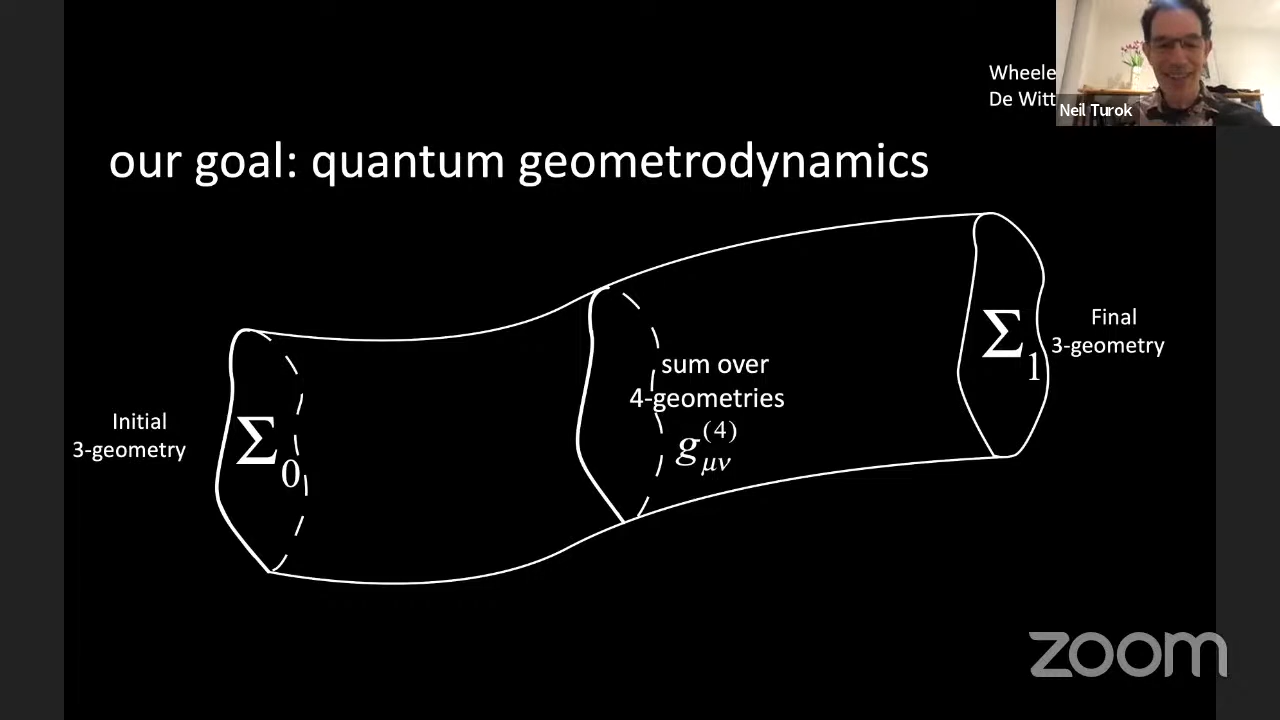 Wheele
De Witt
Neil Turok
our goal: quantum geometrodynamics
Final
3-geometry
Σ₁
sum over
4-geometries
g_{μν}^{(4)}
Initial
3-geometry
Σ₀
zoom